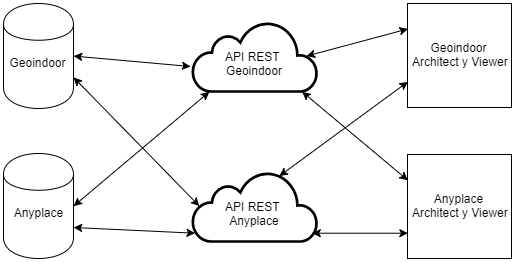 Geoindoor
API REST
Geoindoor
Geoindoor
Architect y Viewer
Anyplace
API REST
Anyplace
Anyplace
Architect y Viewer